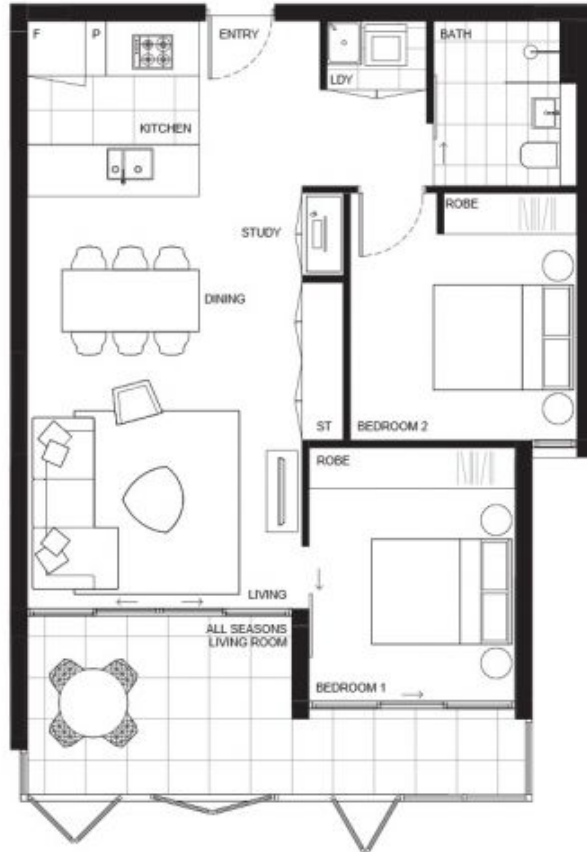 F
P
ENTRY
BATH
LDY
KITCHEN
ROBE
STUDY
DINING
ST
BEDROOM 2
ROBE
LIVING
ALL SEASONS
LIVING ROOM
BEDROOM 1